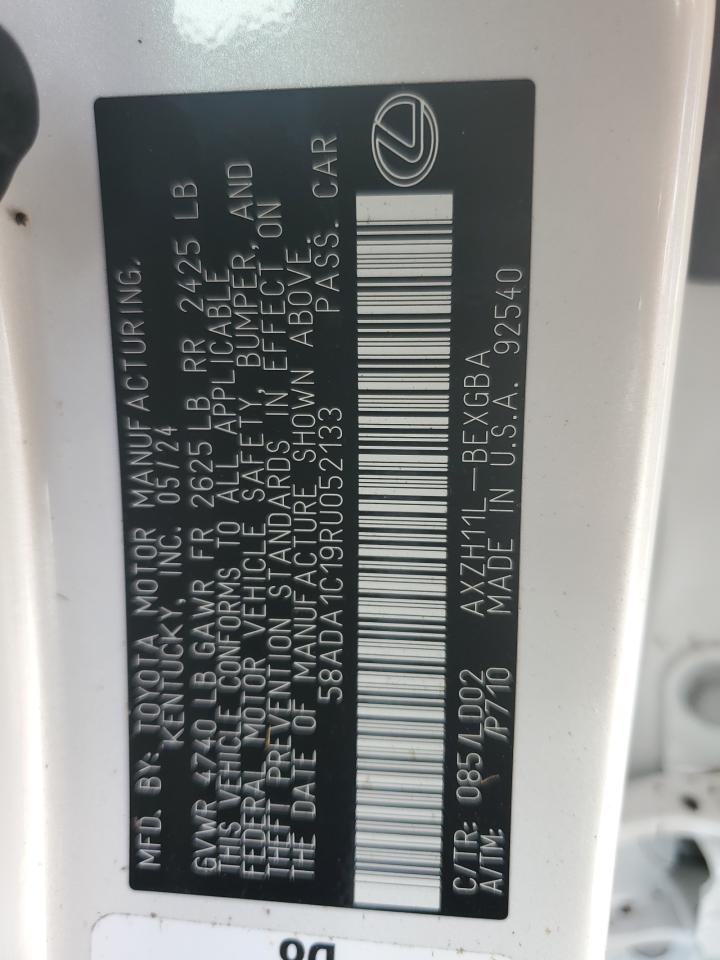 MFD. BY: TOYOTA MOTOR MANUFACTURING.
KENTUCKY, INC. 05/24
GVWR 4740 LB GAWR FR 2625 LB RR 2425 LB
THIS VEHICLE CONFORMS TO ALL APPLICABLE
FEDERAL MOTOR VEHICLE SAFETY, BUMPER, AND
THEFT PREVENTION STANDARDS IN EFFECT ON
THE DATE OF MANUFACTURE SHOWN ABOVE.
58ADA1C19RU052133 PASS. CAR
C/TR: 085/LD02 AXZH11L-BEXGBA
A/TM: /P710 MADE IN U.S.A. 92540